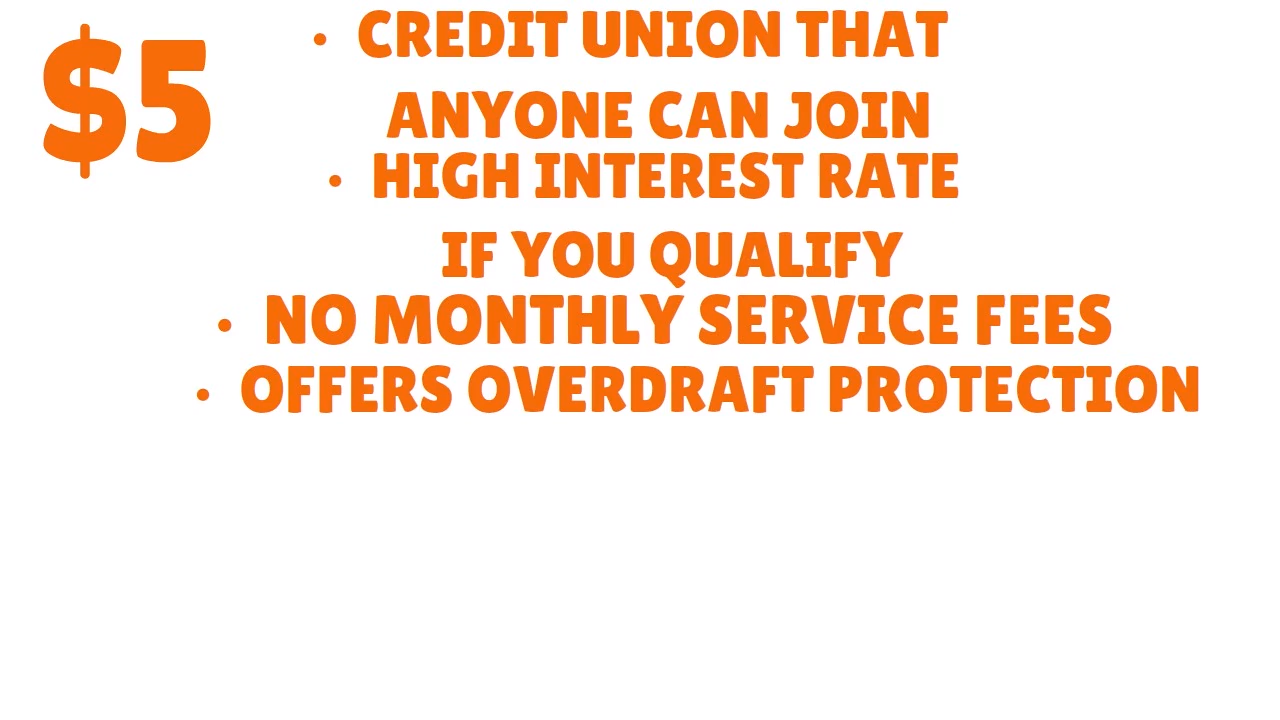 $5
• CREDIT UNION THAT
ANYONE CAN JOIN
• HIGH INTEREST RATE
IF YOU QUALIFY
• NO MONTHLY SERVICE FEES
• OFFERS OVERDRAFT PROTECTION